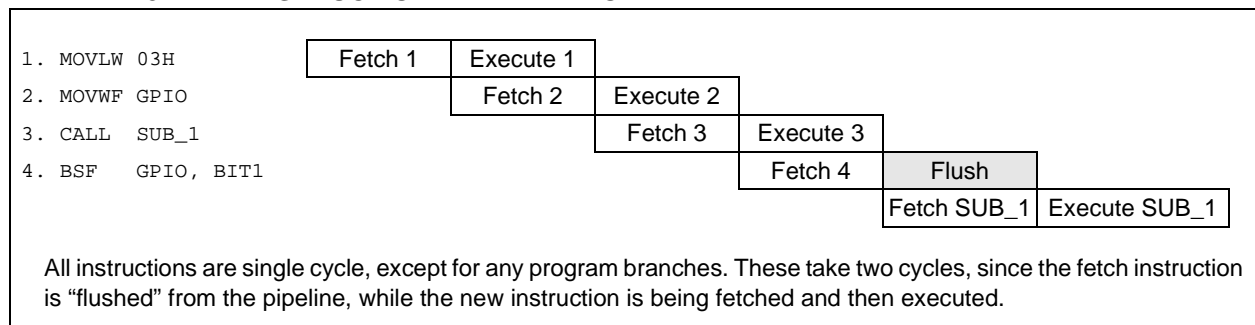 1. MOVLW 03H Fetch 1 Execute 1
2. MOVWF GPIO Fetch 2 Execute 2
3. CALL SUB_1 Fetch 3 Execute 3
4. BSF GPIO, BIT1 Fetch 4 Flush
Fetch SUB_1 Execute SUB_1
All instructions are single cycle, except for any program branches. These take two cycles, since the fetch instruction
is “flushed” from the pipeline, while the new instruction is being fetched and then executed.